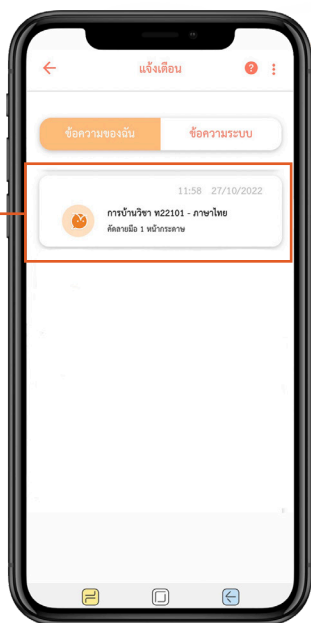 แจ้งเตือน ?
ข้อความของฉัน ข้อความระบบ
11:58 27/10/2022
การบ้านวิชา ท22101 - ภาษาไทย
คัดลายมือ 1 หน้ากระดาษ